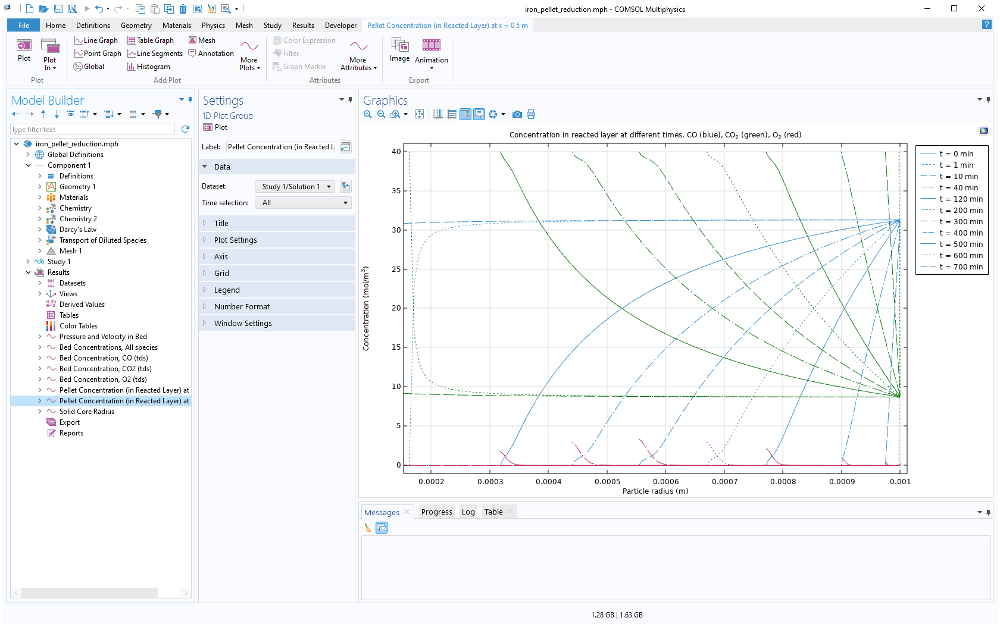 iron_pellet_reduction.mph - COMSOL Multiphysics
File Home Definitions Geometry Materials Physics Mesh Study Results Developer Pellet Concentration (in Reacted Layer) at x = 0.5 m
?
Plot
Plot In
Plot
Line Graph
Point Graph
Global
Table Graph
Line Segments
Histogram
Mesh
Annotation
More Plots
Add Plot
Color Expression
Filter
Graph Marker
More Attributes
Attributes
Image
Animation
Export
Model Builder
Type filter text
iron_pellet_reduction.mph
Global Definitions
Component 1
Definitions
Geometry 1
Materials
Chemistry
Chemistry 2
Darcy's Law
Transport of Diluted Species
Mesh 1
Study 1
Results
Datasets
Views
8.85
e-12
Derived Values
Tables
Color Tables
Pressure and Velocity in Bed
Bed Concentrations, All species
Bed Concentration, CO (tds)
Bed Concentration, CO2 (tds)
Bed Concentration, O2 (tds)
Pellet Concentration (in Reacted Layer) at
Pellet Concentration (in Reacted Layer) at
Solid Core Radius
Export
Reports
Settings
1D Plot Group
Plot
Label: Pellet Concentration (in Reacted L
Data
Dataset: Study 1/Solution 1
Time selection: All
Title
Plot Settings
Axis
Grid
Legend
Number Format
Window Settings
Graphics
Concentration in reacted layer at different times. CO (blue), CO₂ (green), O₂ (red)
40
35
30
25
20
15
10
5
0
Concentration (mol/m³)
0.0002 0.0003 0.0004 0.0005 0.0006 0.0007 0.0008 0.0009 0.001
Particle radius (m)
t = 0 min
t = 1 min
t = 10 min
t = 40 min
t = 120 min
t = 200 min
t = 300 min
t = 400 min
t = 500 min
t = 600 min
t = 700 min
Messages Progress Log Table
1.28 GB | 1.63 GB